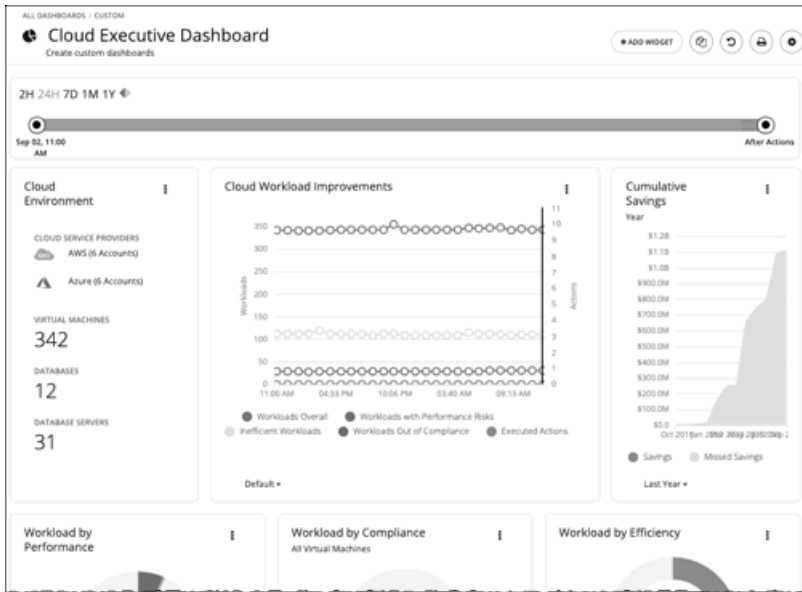 ALL DASHBOARDS / CUSTOM
Cloud Executive Dashboard
Create custom dashboards
+ ADD WIDGET
2H 24H 7D 1M 1Y
Sep 02, 11:00
AM
After Actions
Cloud
Environment
CLOUD SERVICE PROVIDERS
AWS (6 Accounts)
Azure (6 Accounts)
VIRTUAL MACHINES
342
DATABASES
12
DATABASE SERVERS
31
Cloud Workload Improvements
Workloads
350
300
250
200
150
100
50
0
11
10
9
8
7
6
5
4
3
2
1
0
Actions
11:00 AM 04:33 PM 10:06 PM 03:40 AM 09:13 AM
Workloads Overall Workloads with Performance Risks
Inefficient Workloads Workloads Out of Compliance Executed Actions
Default
Cumulative
Savings
Year
$1.2B
$1.1B
$1.0B
$900.0M
$800.0M
$700.0M
$600.0M
$500.0M
$400.0M
$300.0M
$200.0M
$100.0M
$0.0
Savings Missed Savings
Last Year
Workload by
Performance
Workload by Compliance
All Virtual Machines
Workload by Efficiency